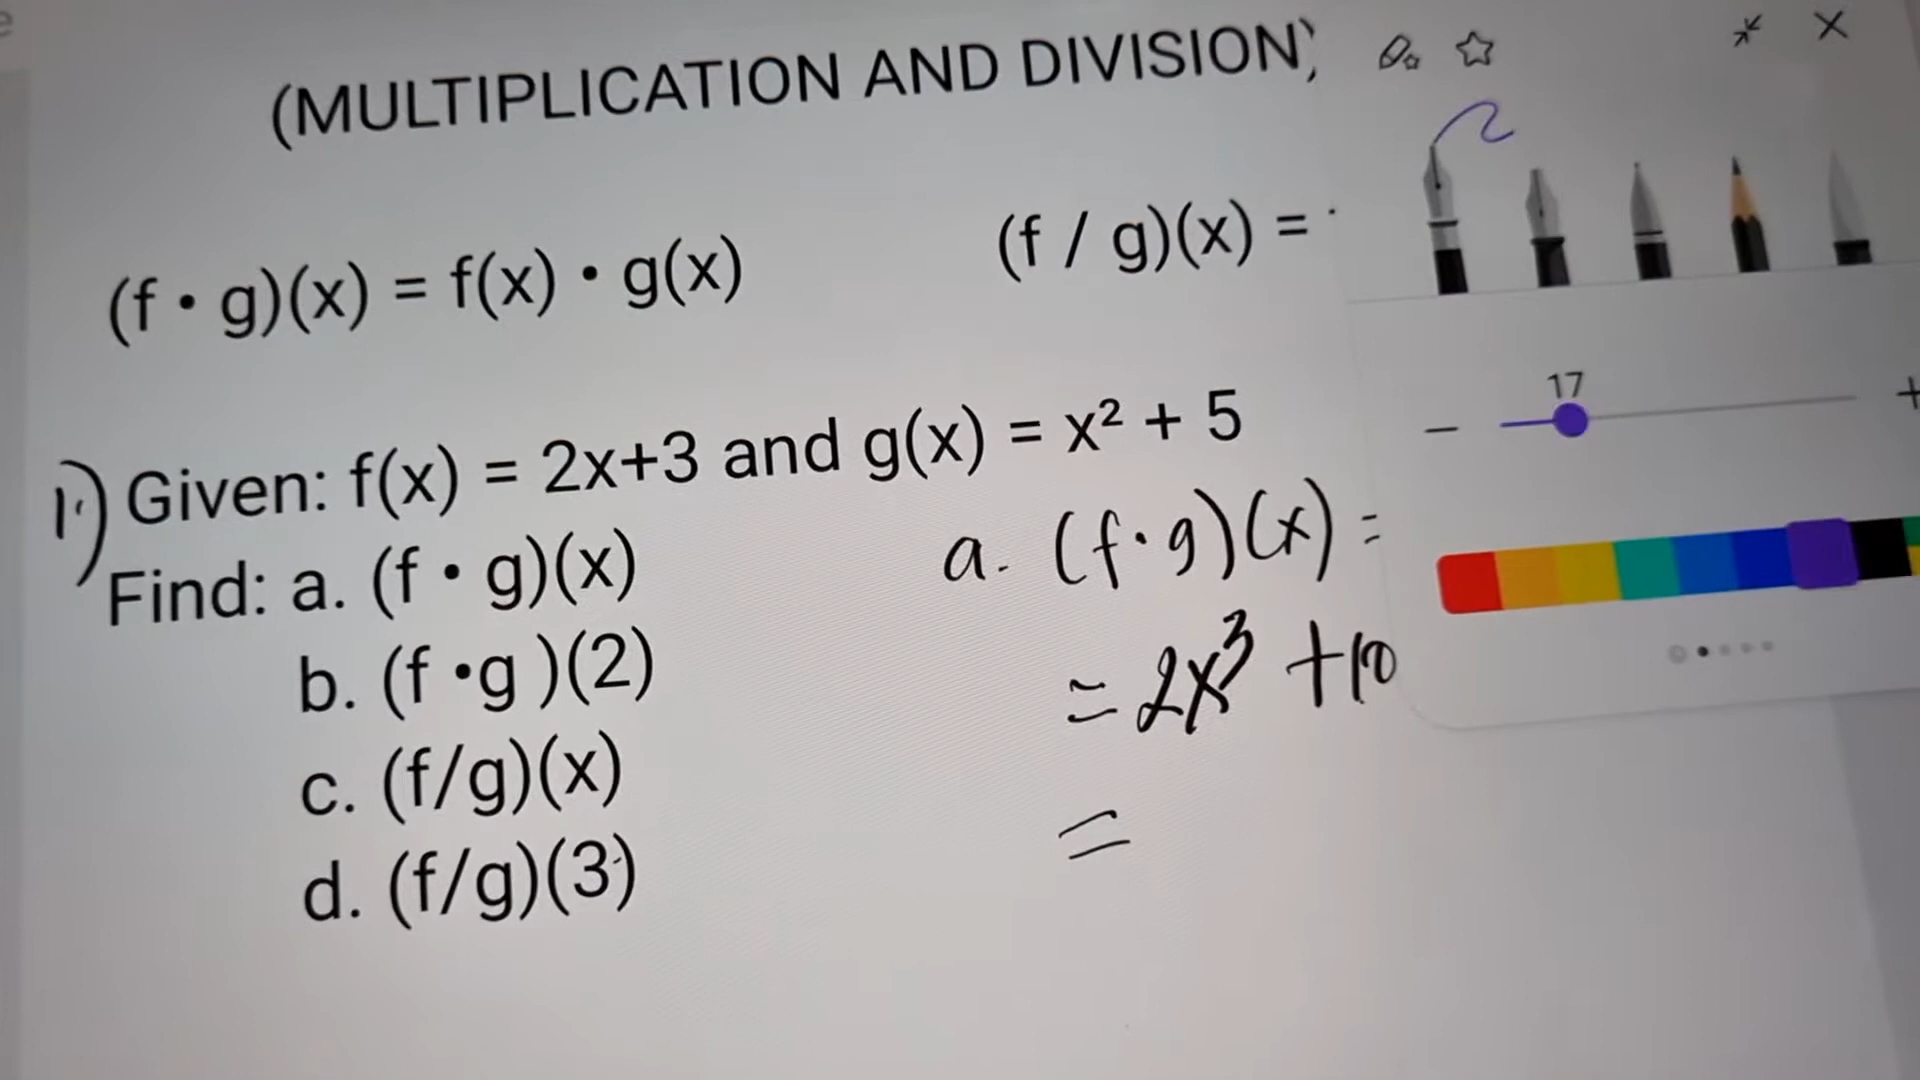 (MULTIPLICATION AND DIVISION)
(f • g)(x) = f(x) • g(x)
(f / g)(x) =
17
1.) Given: f(x) = 2x+3 and g(x) = x² + 5
Find: a. (f • g)(x)
b. (f •g )(2)
c. (f/g)(x)
d. (f/g)(3)
a. (f·g)(x) =
= 2x³ +10
=